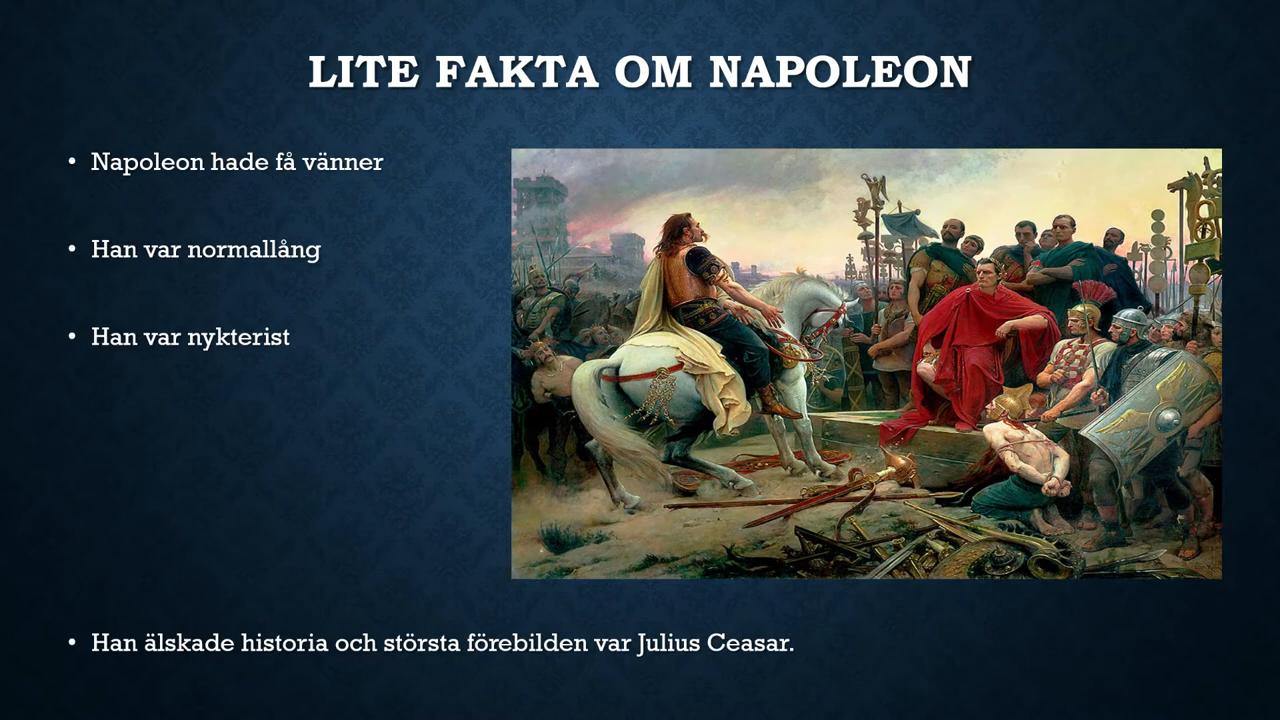 LITE FAKTA OM NAPOLEON
• Napoleon hade få vänner
• Han var normallång
• Han var nykterist
• Han älskade historia och största förebilden var Julius Ceasar.